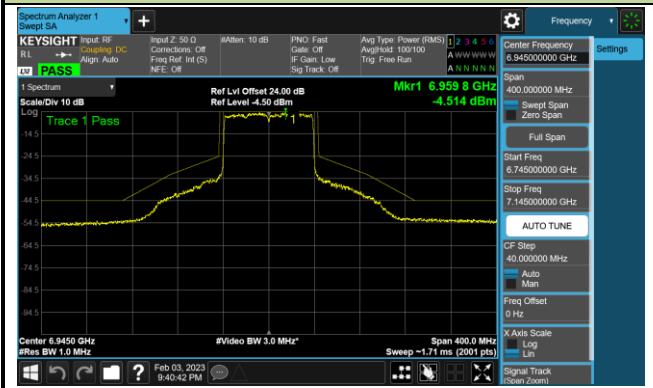 Spectrum Analyzer 1
Swept SA
Frequency
KEYSIGHT
RL
LXI
PASS
Input: RF
Coupling: DC
Align: Auto
Input Z: 50 Ω
Corrections: Off
Freq Ref: Int (S)
NFE: Off
#Atten: 10 dB
PNO: Fast
Gate: Off
IF Gain: Low
Sig Track: Off
Avg Type: Power (RMS)
Avg|Hold: 100/100
Trig: Free Run
1 2 3 4 5 6
A W W W W W
A N N N N N
1 Spectrum
Scale/Div 10 dB
Ref Lvl Offset 24.00 dB
Ref Level -4.50 dBm
Mkr1 6.959 8 GHz
-4.514 dBm
Log
Trace 1 Pass
1
-14.5
-24.5
-34.5
-44.5
-54.5
-64.5
-74.5
-84.5
-94.5
Center 6.9450 GHz
#Res BW 1.0 MHz
#Video BW 3.0 MHz*
Span 400.0 MHz
Sweep ~1.71 ms (2001 pts)
Feb 03, 2023
9:40:42 PM
Center Frequency
6.945000000 GHz
Settings
Span
400.000000 MHz
Swept Span
Zero Span
Full Span
Start Freq
6.745000000 GHz
Stop Freq
7.145000000 GHz
AUTO TUNE
CF Step
40.000000 MHz
Auto
Man
Freq Offset
0 Hz
X Axis Scale
Log
Lin
Signal Track
(Span Zoom)